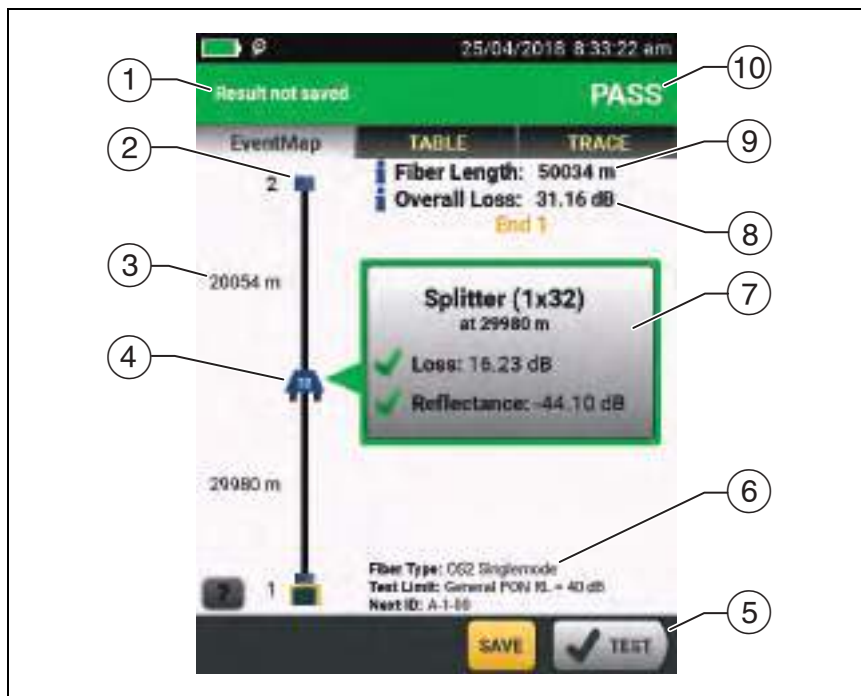 25/04/2018 8:33:22 am
1 Result not saved PASS 10
EventMap TABLE TRACE
2 2 Fiber Length: 50034 m 9
Overall Loss: 31.16 dB 8
End 1
3 20054 m
Splitter (1x32) 7
at 29980 m
4 Loss: 16.23 dB
Reflectance: -44.10 dB
29980 m 6
Fiber Type: OS2 Singlemode
Test Limit: General PON RL = 40 dB
? 1 Next ID: A-1-08
SAVE TEST 5